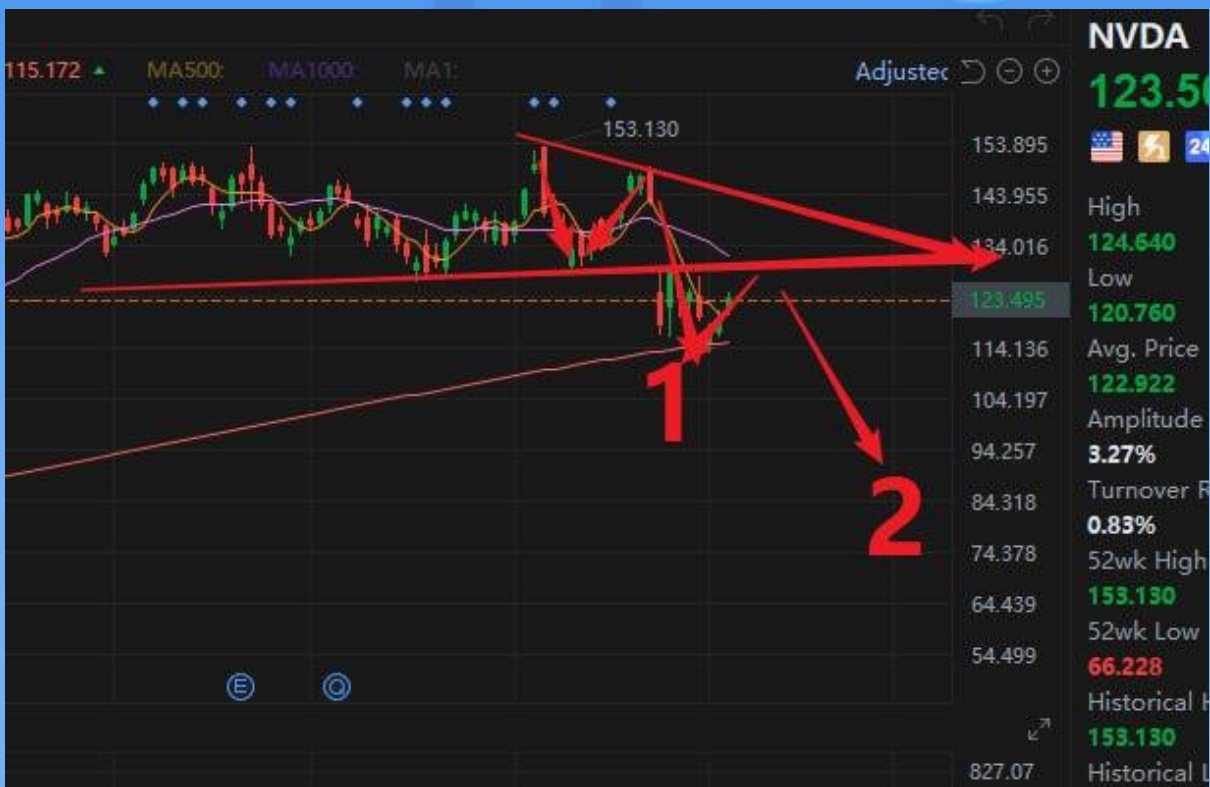 NVDA
123.50
115.172 MA500: MA1000: MA1:
Adjusted
24
153.130
153.895
143.955
134.016
123.495
114.136
104.197
94.257
84.318
74.378
64.439
54.499
827.07
1
2
E
Q
High
124.640
Low
120.760
Avg. Price
122.922
Amplitude
3.27%
Turnover R
0.83%
52wk High
153.130
52wk Low
66.228
Historical H
153.130
Historical L